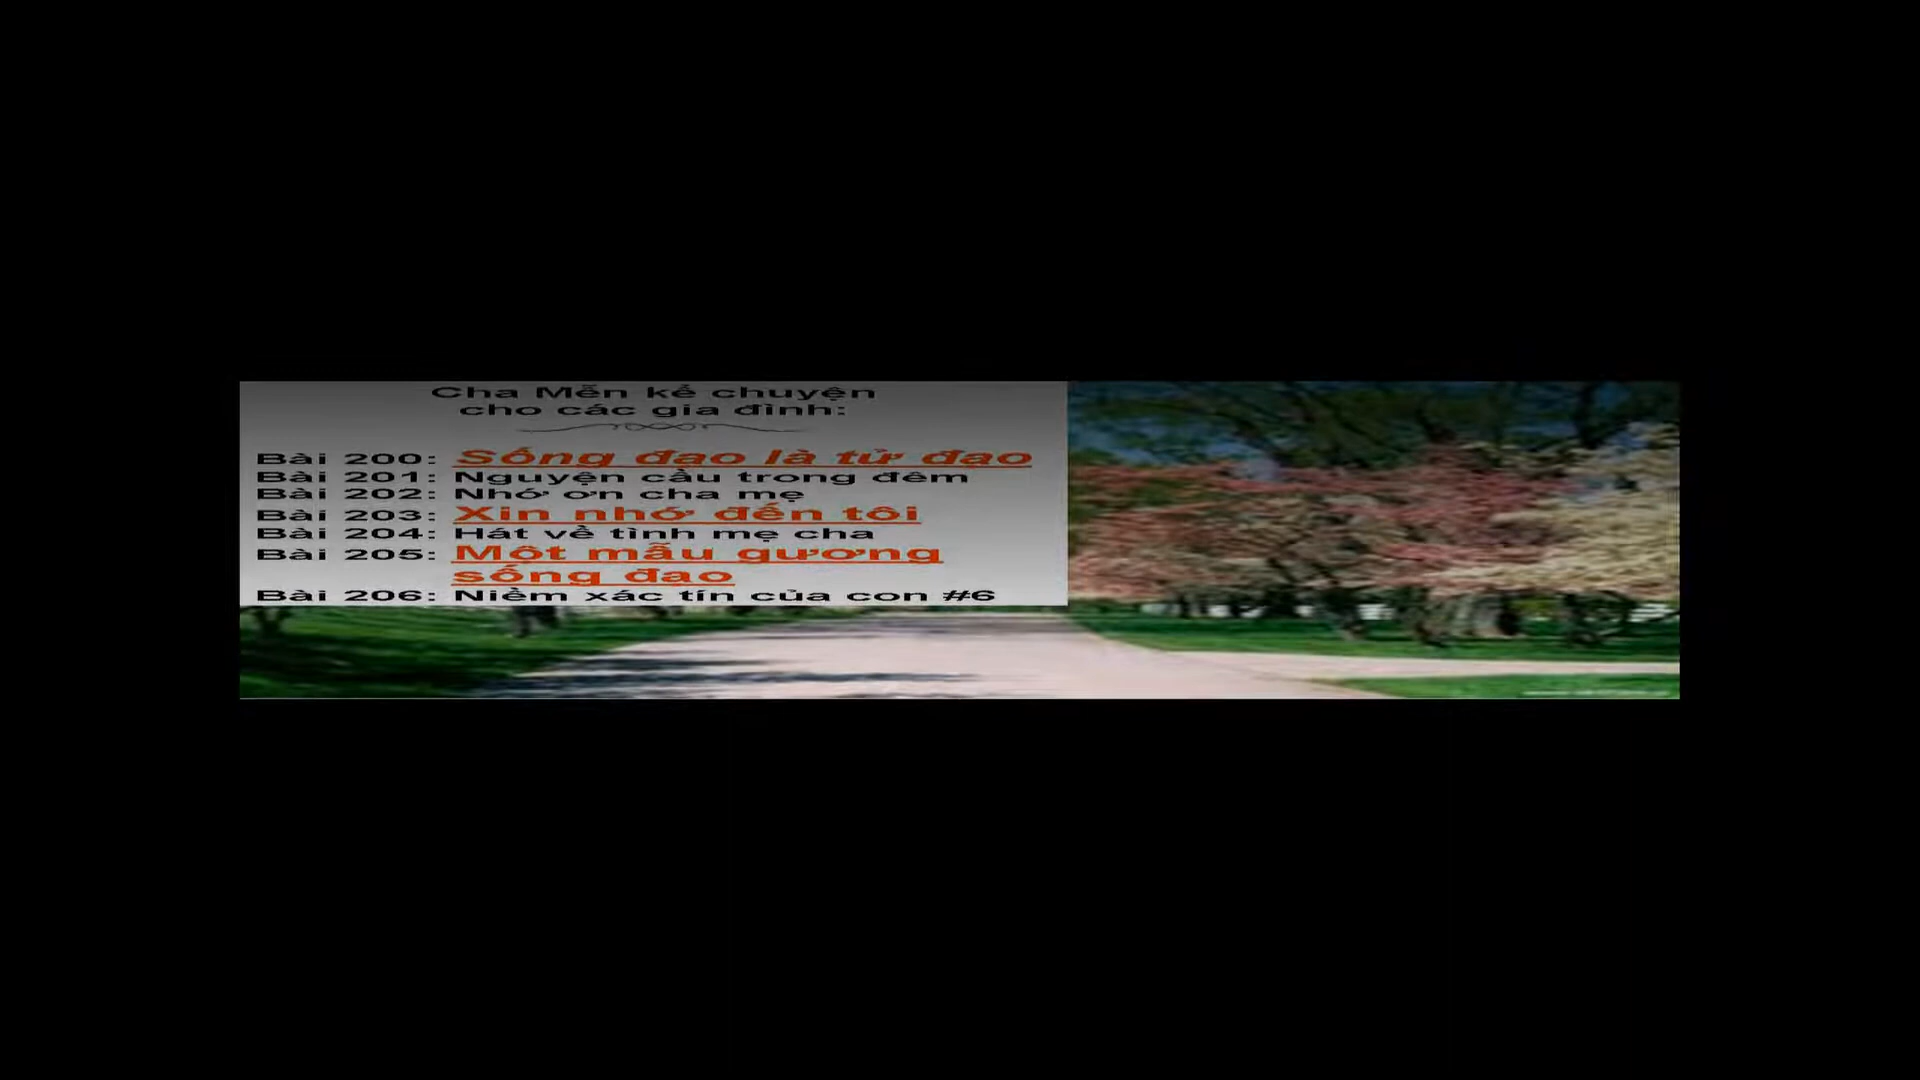 Cha Mễn kể chuyện
cho các gia đình:
Bài 200: Sống đạo là tử đạo
Bài 201: Nguyện cầu trong đêm
Bài 202: Nhớ ơn cha mẹ
Bài 203: Xin nhớ đến tôi
Bài 204: Hát về tình mẹ cha
Bài 205: Một mẫu gương
sống đạo
Bài 206: Niềm xác tín của con #6